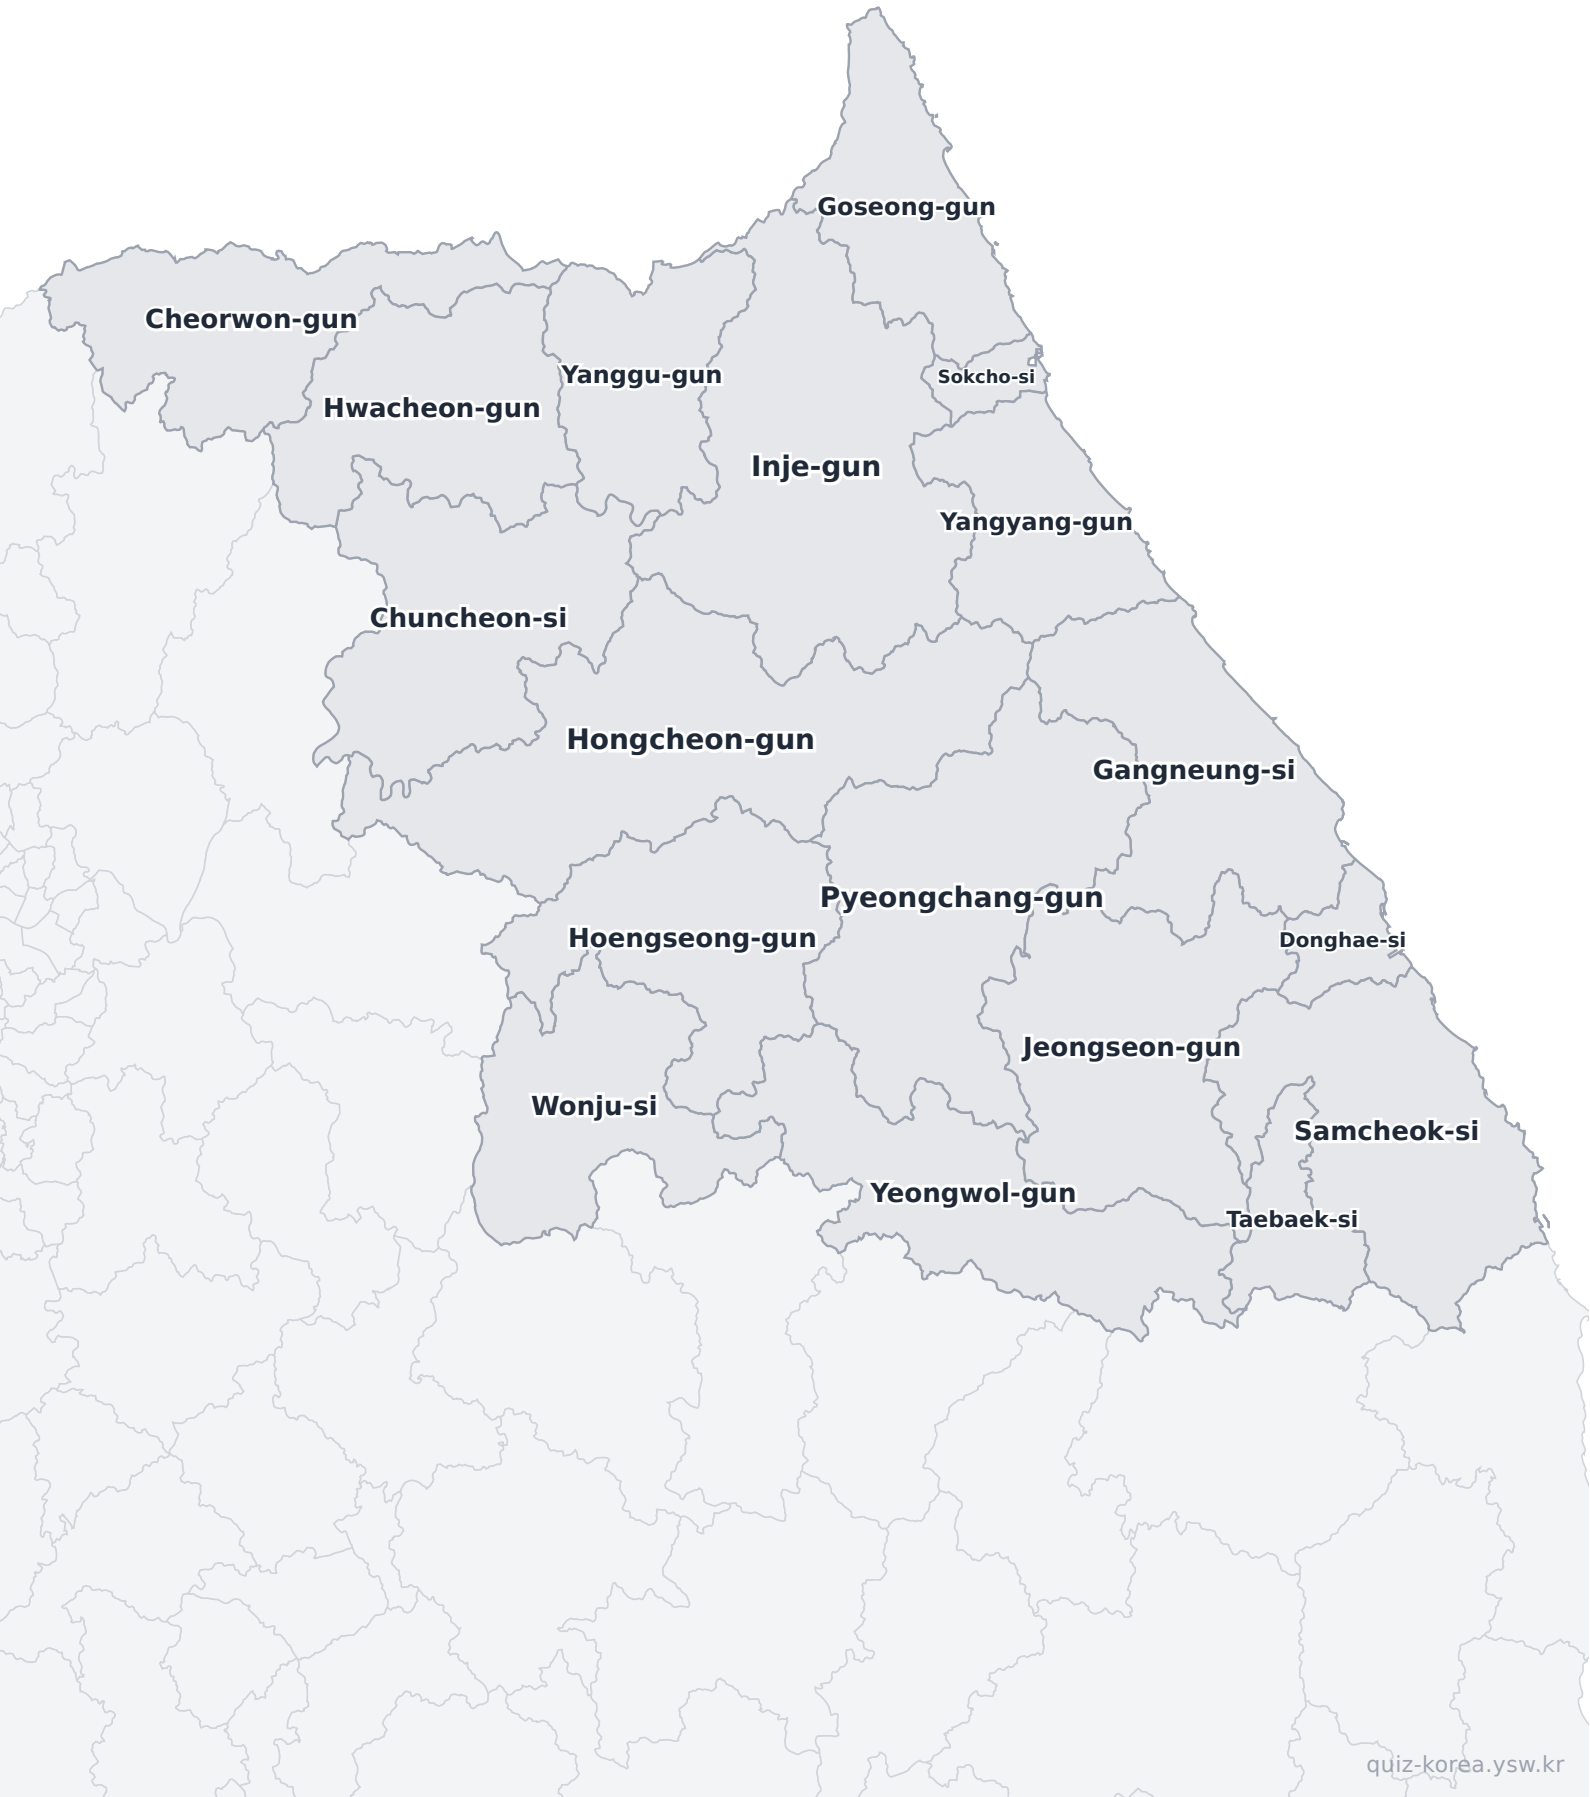 Goseong-gun
Cheorwon-gun
Yanggu-gun
Sokcho-si
Hwacheon-gun
Inje-gun
Yangyang-gun
Chuncheon-si
Hongcheon-gun
Gangneung-si
Pyeongchang-gun
Hoengseong-gun
Donghae-si
Jeongseon-gun
Wonju-si
Samcheok-si
Yeongwol-gun
Taebaek-si
quiz-korea.ysw.kr